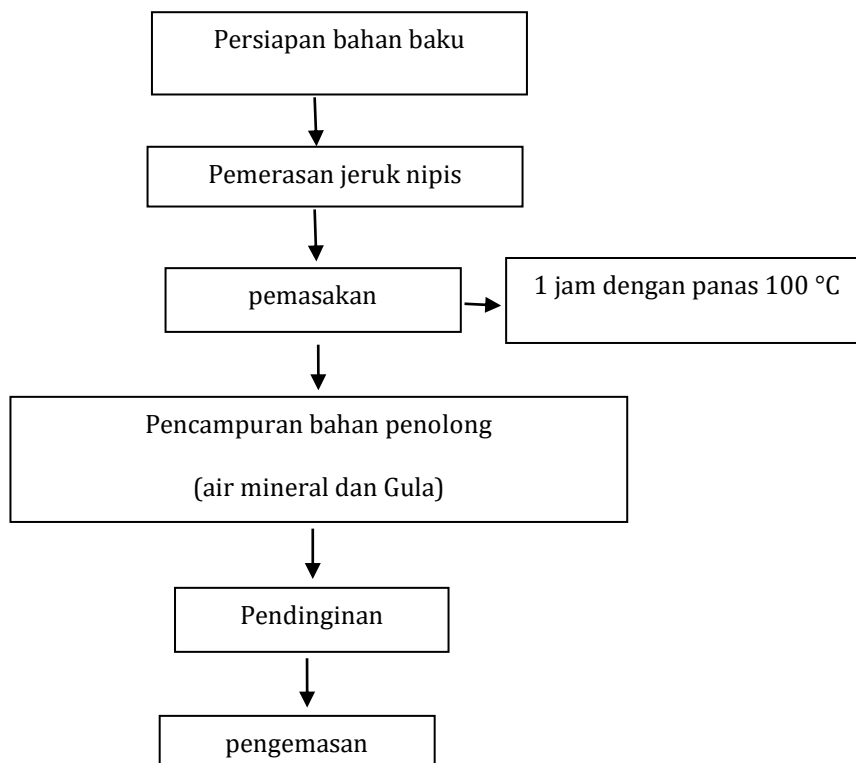 Persiapan bahan baku
Pemerasan jeruk nipis
pemasakan
1 jam dengan panas 100 °C
Pencampuran bahan penolong
(air mineral dan Gula)
Pendinginan
pengemasan